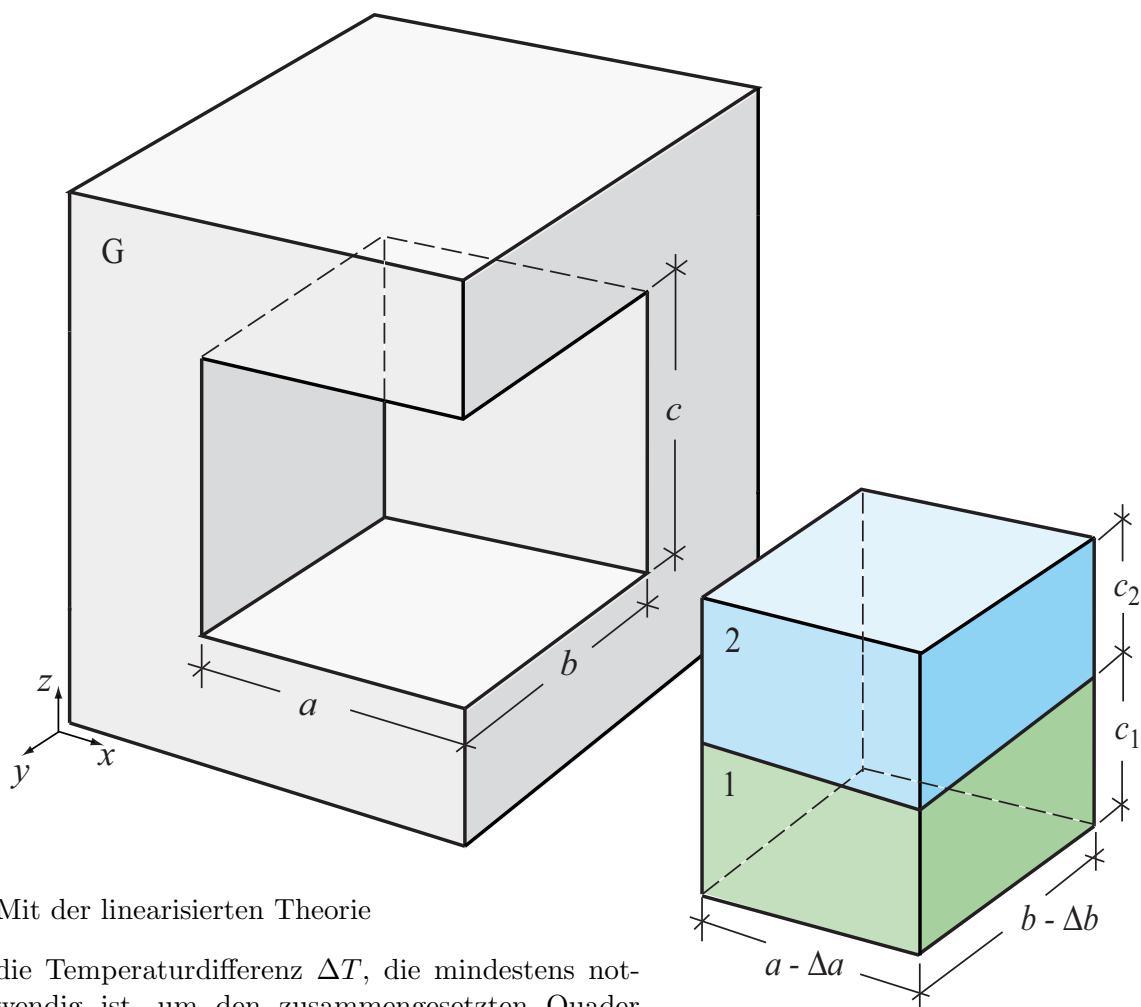 G
c
b
a
z
x
y
2
1
c₂
c₁
b - Δb
a - Δa
Mit der linearisierten Theorie
die Temperaturdifferenz ΔT, die mindestens not-
wendig ist, um den zusammengesetzten Quader